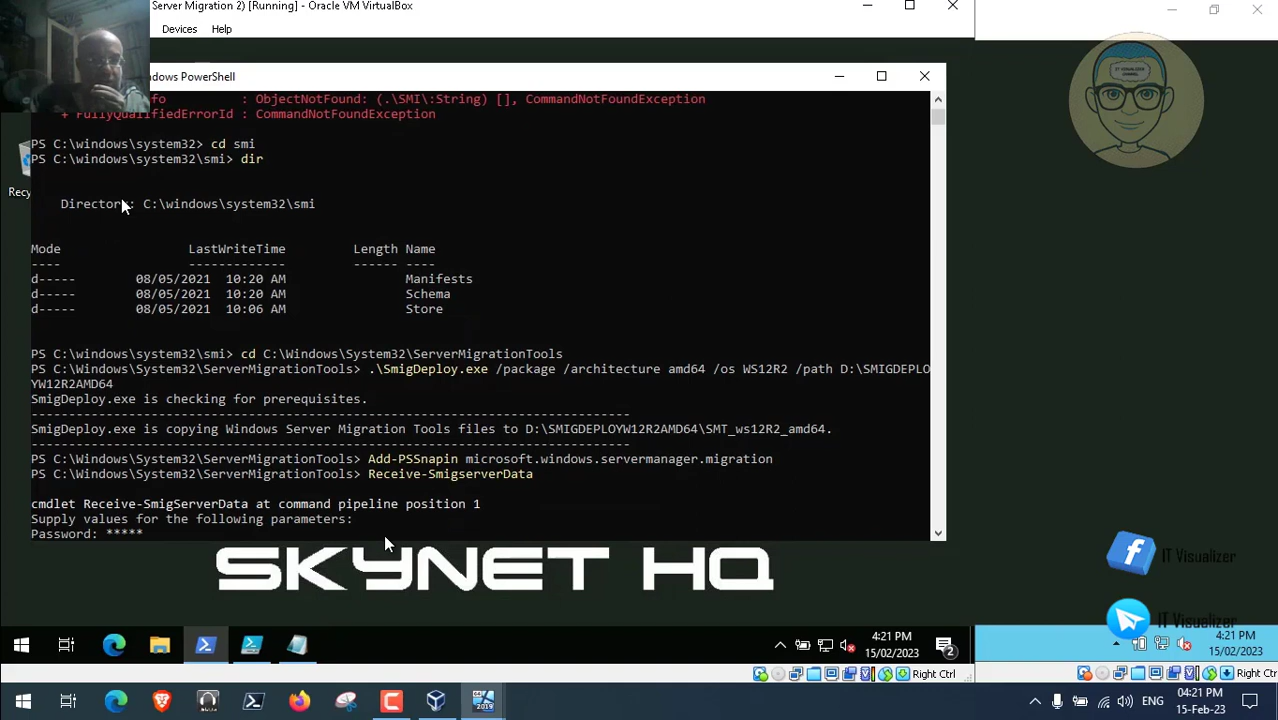 Server Migration 2) [Running] - Oracle VM VirtualBox
Devices Help
IT VISUALIZER
CHANNEL
ndows PowerShell
fo : ObjectNotFound: (.\SMI\:String) [], CommandNotFoundException
+ FullyQualifiedErrorId : CommandNotFoundException
PS C:\windows\system32> cd smi
PS C:\windows\system32\smi> dir
Directory: C:\windows\system32\smi
Mode LastWriteTime Length Name
---- ------------- ------ ----
d----- 08/05/2021 10:20 AM Manifests
d----- 08/05/2021 10:20 AM Schema
d----- 08/05/2021 10:06 AM Store
PS C:\windows\system32\smi> cd C:\Windows\System32\ServerMigrationTools
PS C:\Windows\System32\ServerMigrationTools> .\SmigDeploy.exe /package /architecture amd64 /os WS12R2 /path D:\SMIGDEPLO
YW12R2AMD64
SmigDeploy.exe is checking for prerequisites.
--------------------------------------------------------------------------------
SmigDeploy.exe is copying Windows Server Migration Tools files to D:\SMIGDEPLOYW12R2AMD64\SMT_ws12R2_amd64.
--------------------------------------------------------------------------------
PS C:\Windows\System32\ServerMigrationTools> Add-PSSnapin microsoft.windows.servermanager.migration
PS C:\Windows\System32\ServerMigrationTools> Receive-SmigserverData
cmdlet Receive-SmigServerData at command pipeline position 1
Supply values for the following parameters:
Password: *****
Recy
SKYNET HQ
IT Visualizer
IT Visualizer
4:21 PM
15/02/2023
2
4:21 PM
15/02/2023
Right Ctrl
Right Ctrl
2019
ENG
04:21 PM
15-Feb-23